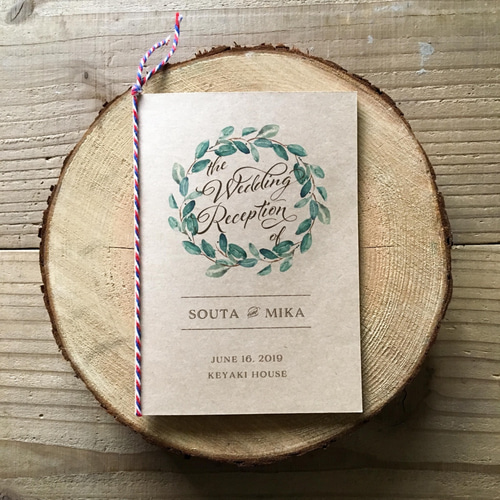 the
Wedding
Reception
of
SOUTA and MIKA
JUNE 16. 2019
KEYAKI HOUSE